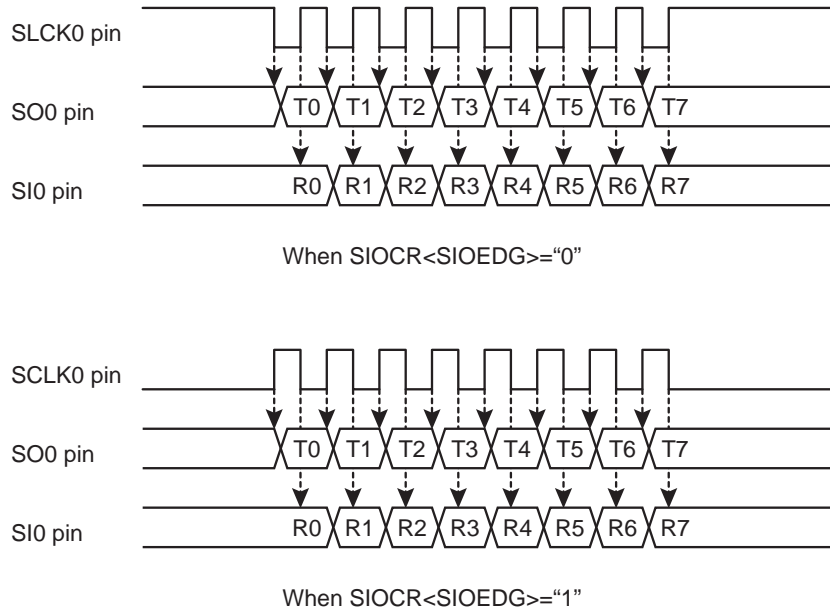 SLCK0 pin
SO0 pin T0 T1 T2 T3 T4 T5 T6 T7
SI0 pin R0 R1 R2 R3 R4 R5 R6 R7
When SIOCR<SIOEDG>=“0”
SCLK0 pin
SO0 pin T0 T1 T2 T3 T4 T5 T6 T7
SI0 pin R0 R1 R2 R3 R4 R5 R6 R7
When SIOCR<SIOEDG>=“1”